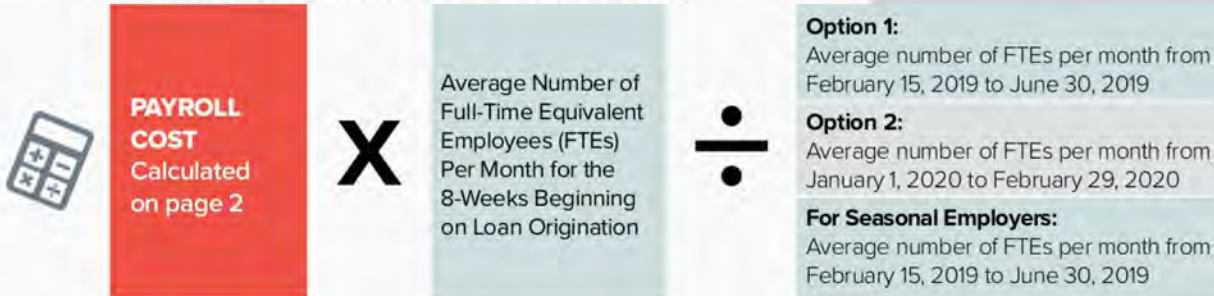 PAYROLL
COST
Calculated
on page 2
X
Average Number of
Full-Time Equivalent
Employees (FTEs)
Per Month for the
8-Weeks Beginning
on Loan Origination
÷
Option 1:
Average number of FTEs per month from
February 15, 2019 to June 30, 2019
Option 2:
Average number of FTEs per month from
January 1, 2020 to February 29, 2020
For Seasonal Employers:
Average number of FTEs per month from
February 15, 2019 to June 30, 2019